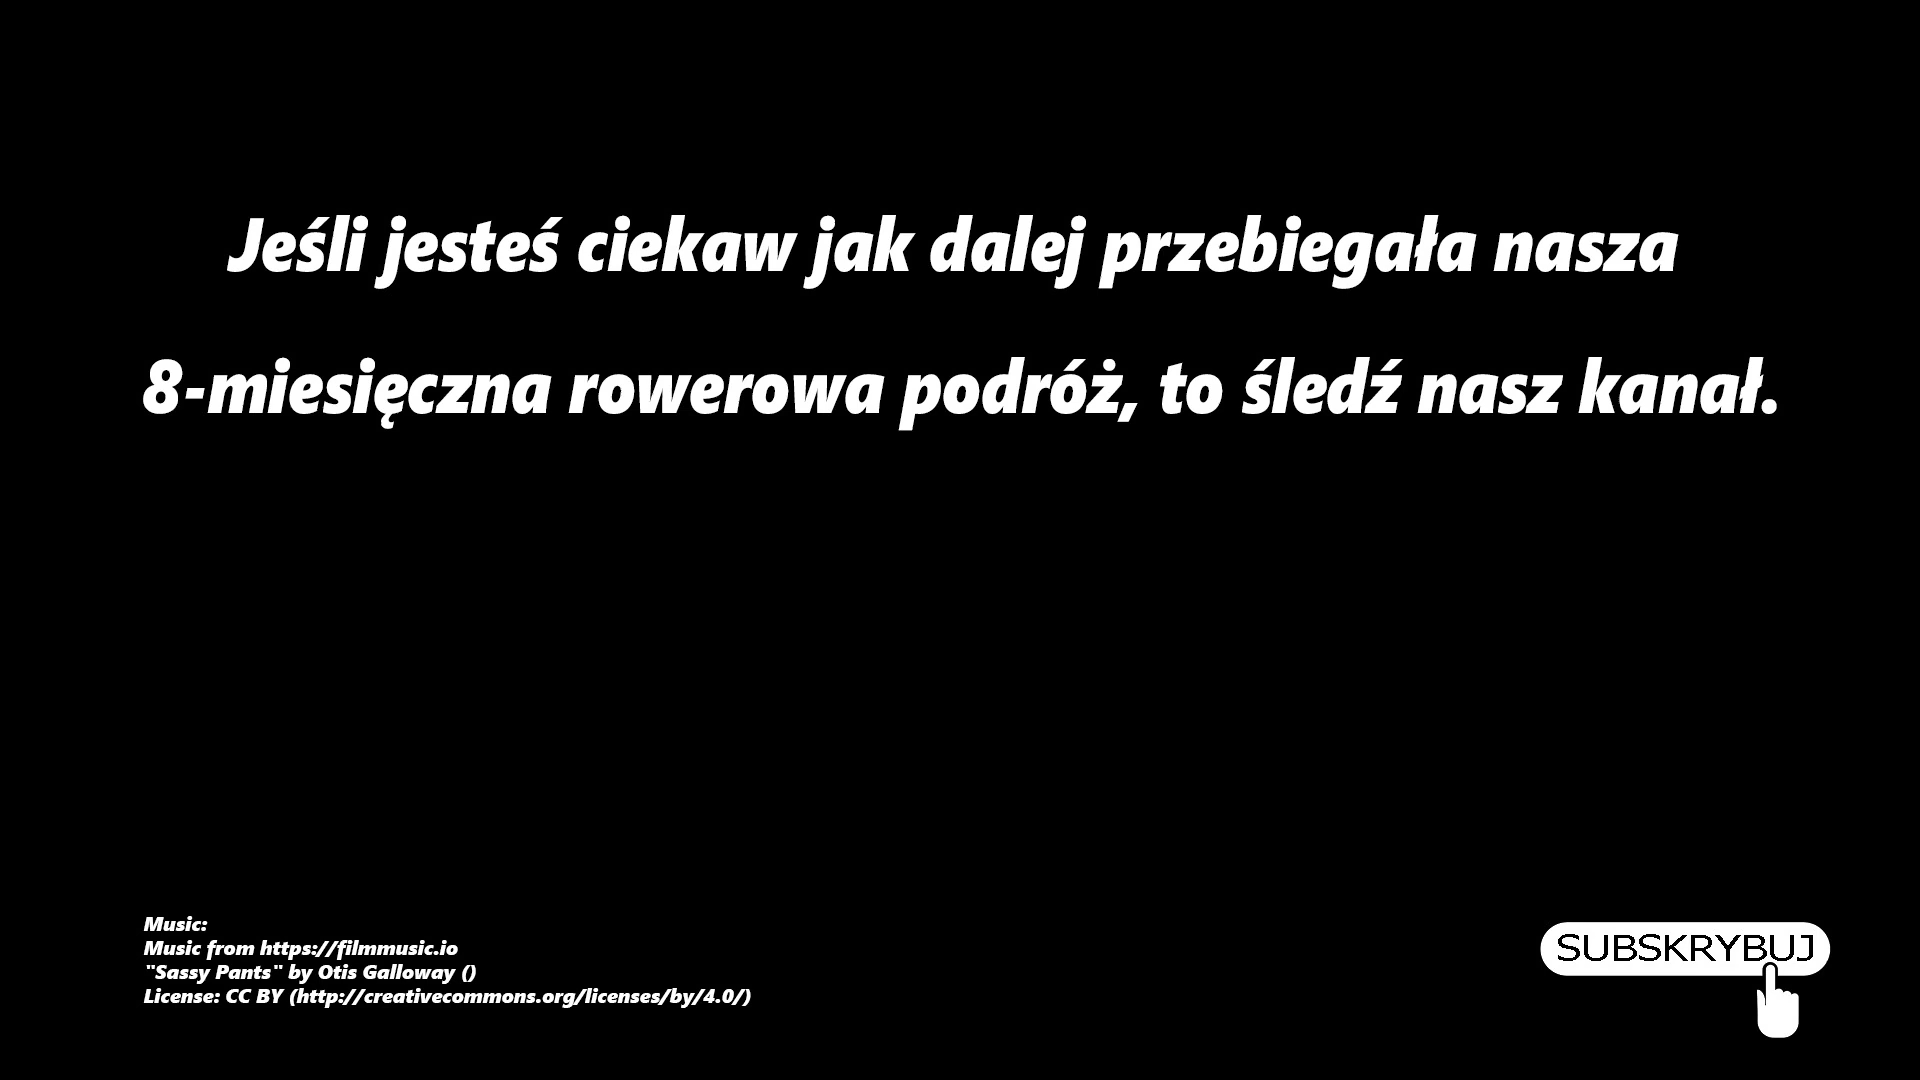 Jeśli jesteś ciekaw jak dalej przebiegała nasza
8-miesięczna rowerowa podróż, to śledź nasz kanał.
Music:
Music from https://filmmusic.io
"Sassy Pants" by Otis Galloway ()
License: CC BY (http://creativecommons.org/licenses/by/4.0/)
SUBSKRYBUJ